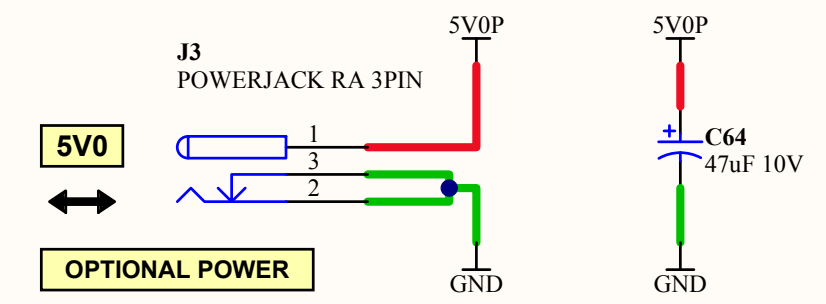 5V0P
5V0P
J3
POWERJACK RA 3PIN
1
5V0
+
C64
3
47uF 10V
2
OPTIONAL POWER
GND
GND